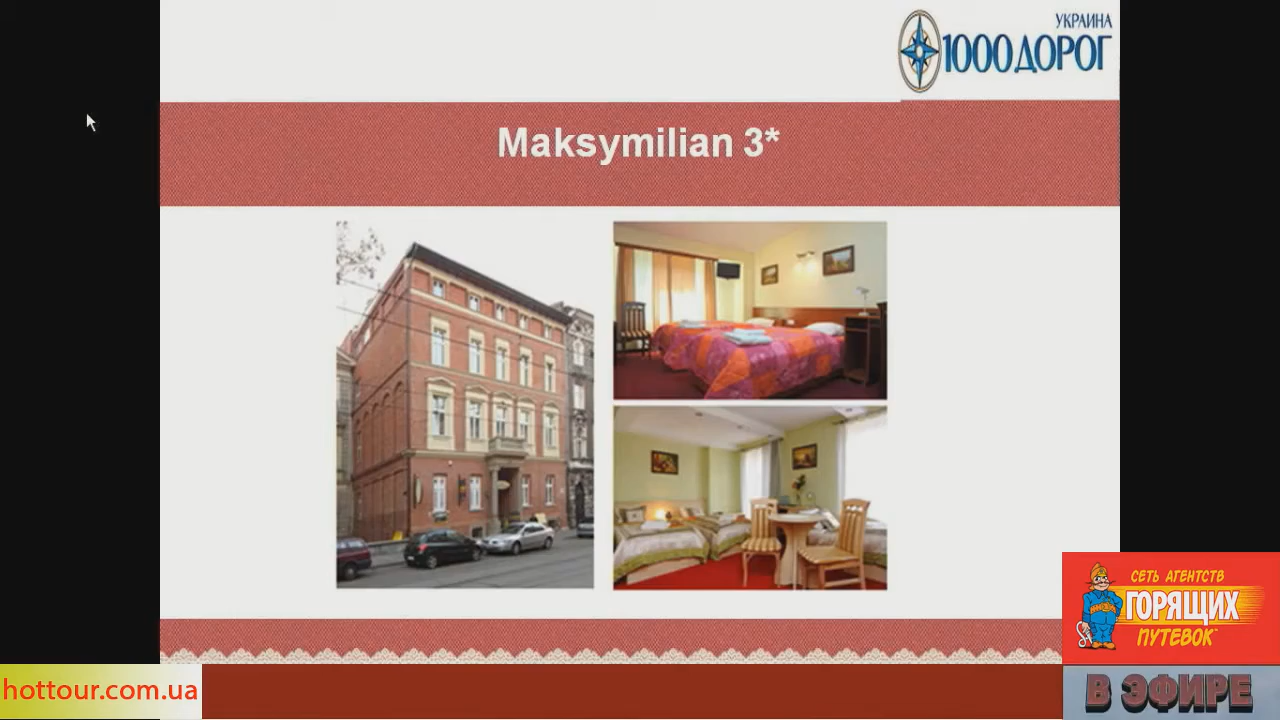 УКРАИНА
1000 ДОРОГ
Maksymilian 3*
СЕТЬ АГЕНТСТВ
ГОРЯЩИХ
ПУТЕВОК
hottour.com.ua
В ЭФИРЕ